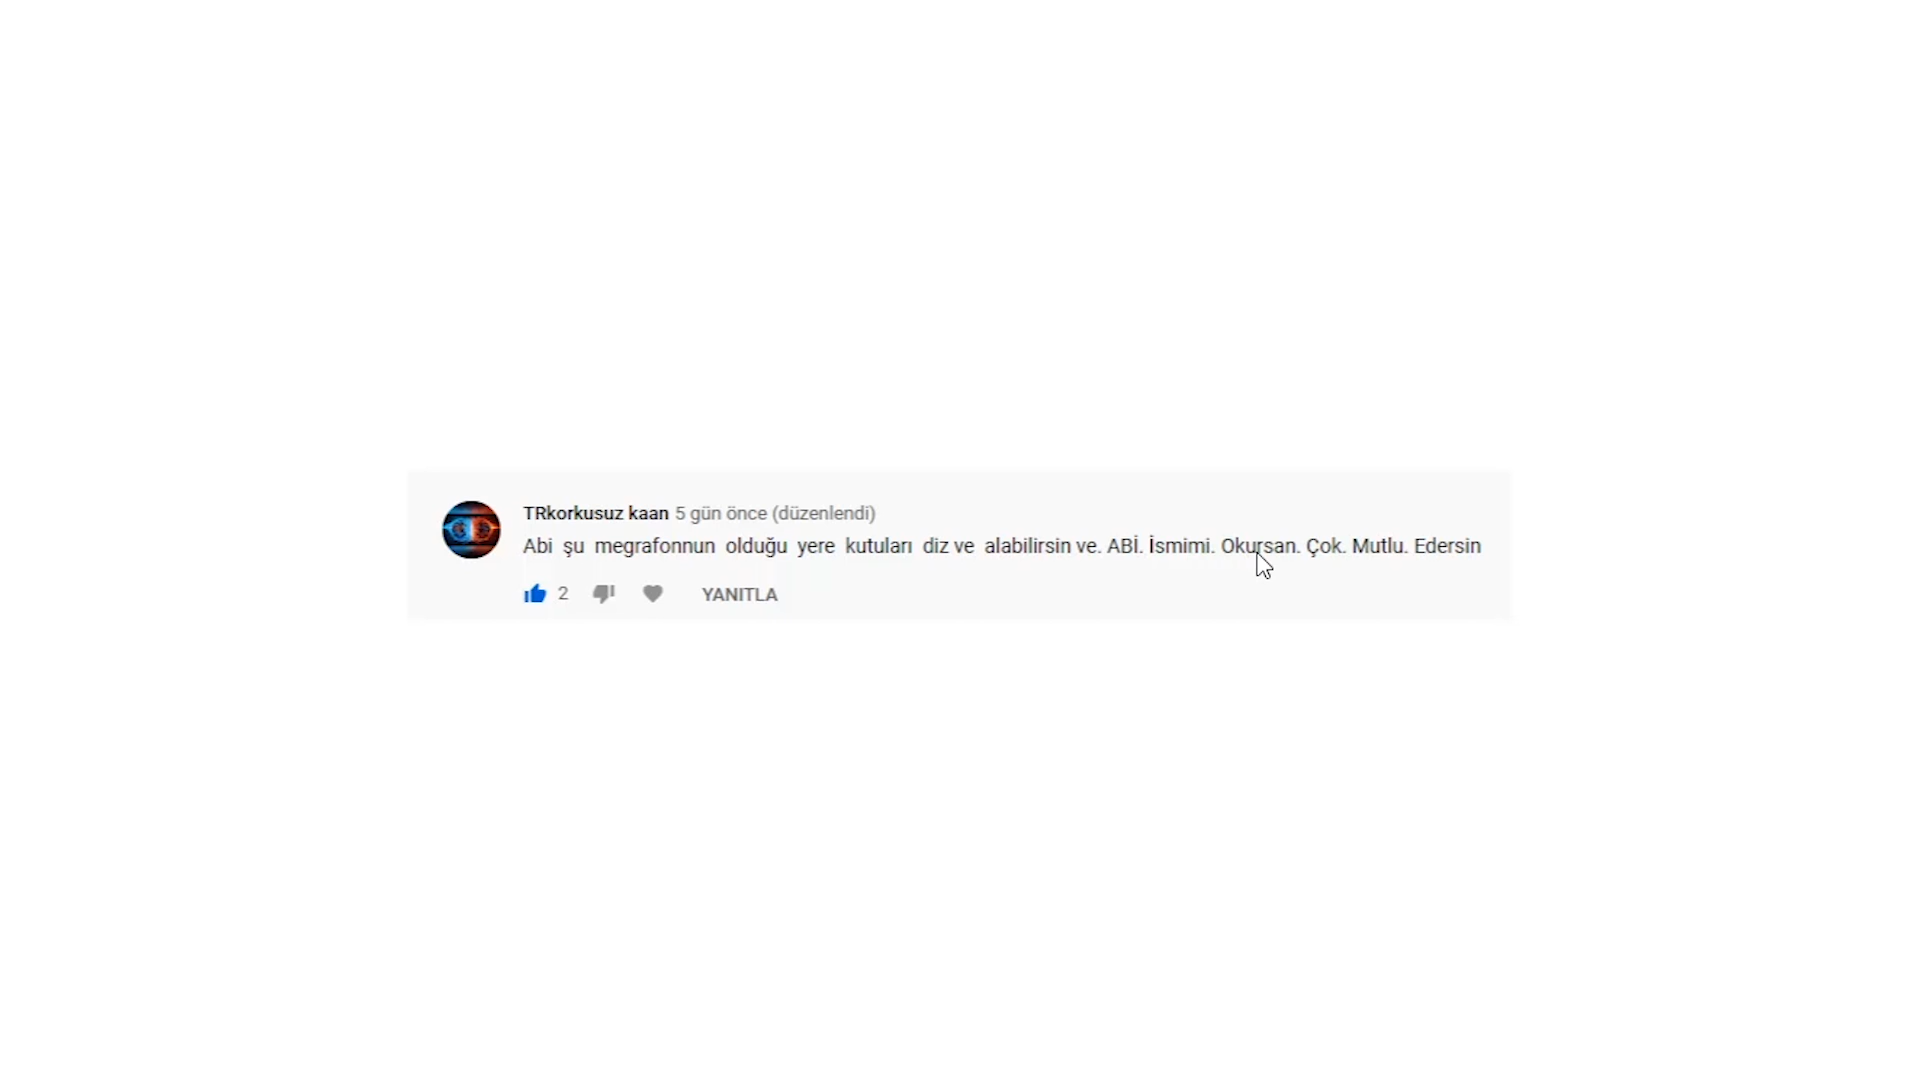 TRkorkusuz kaan 5 gün önce (düzenlendi)
Abi şu megrafonnun olduğu yere kutuları diz ve alabilirsin ve. ABİ. İsmimi. Okursan. Çok. Mutlu. Edersin
2 YANITLA